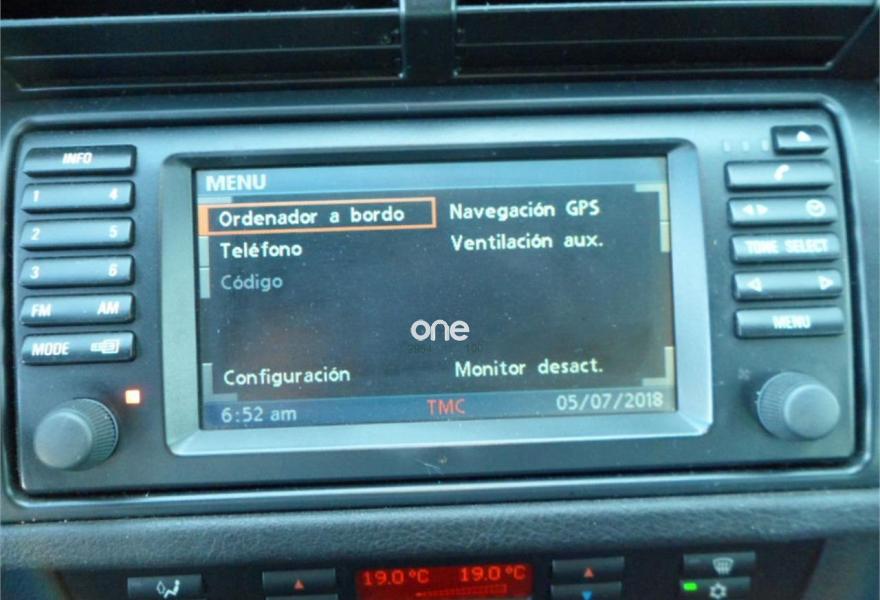 INFO
1 4
2 5
3 6
FM AM
MODE
MENU
Ordenador a bordo
Navegación GPS
Teléfono
Ventilación aux.
Código
one
Configuración
Monitor desact.
6:52 am
TMC
05/07/2018
TONE SELECT
MENU
19.0°C 19.0°C